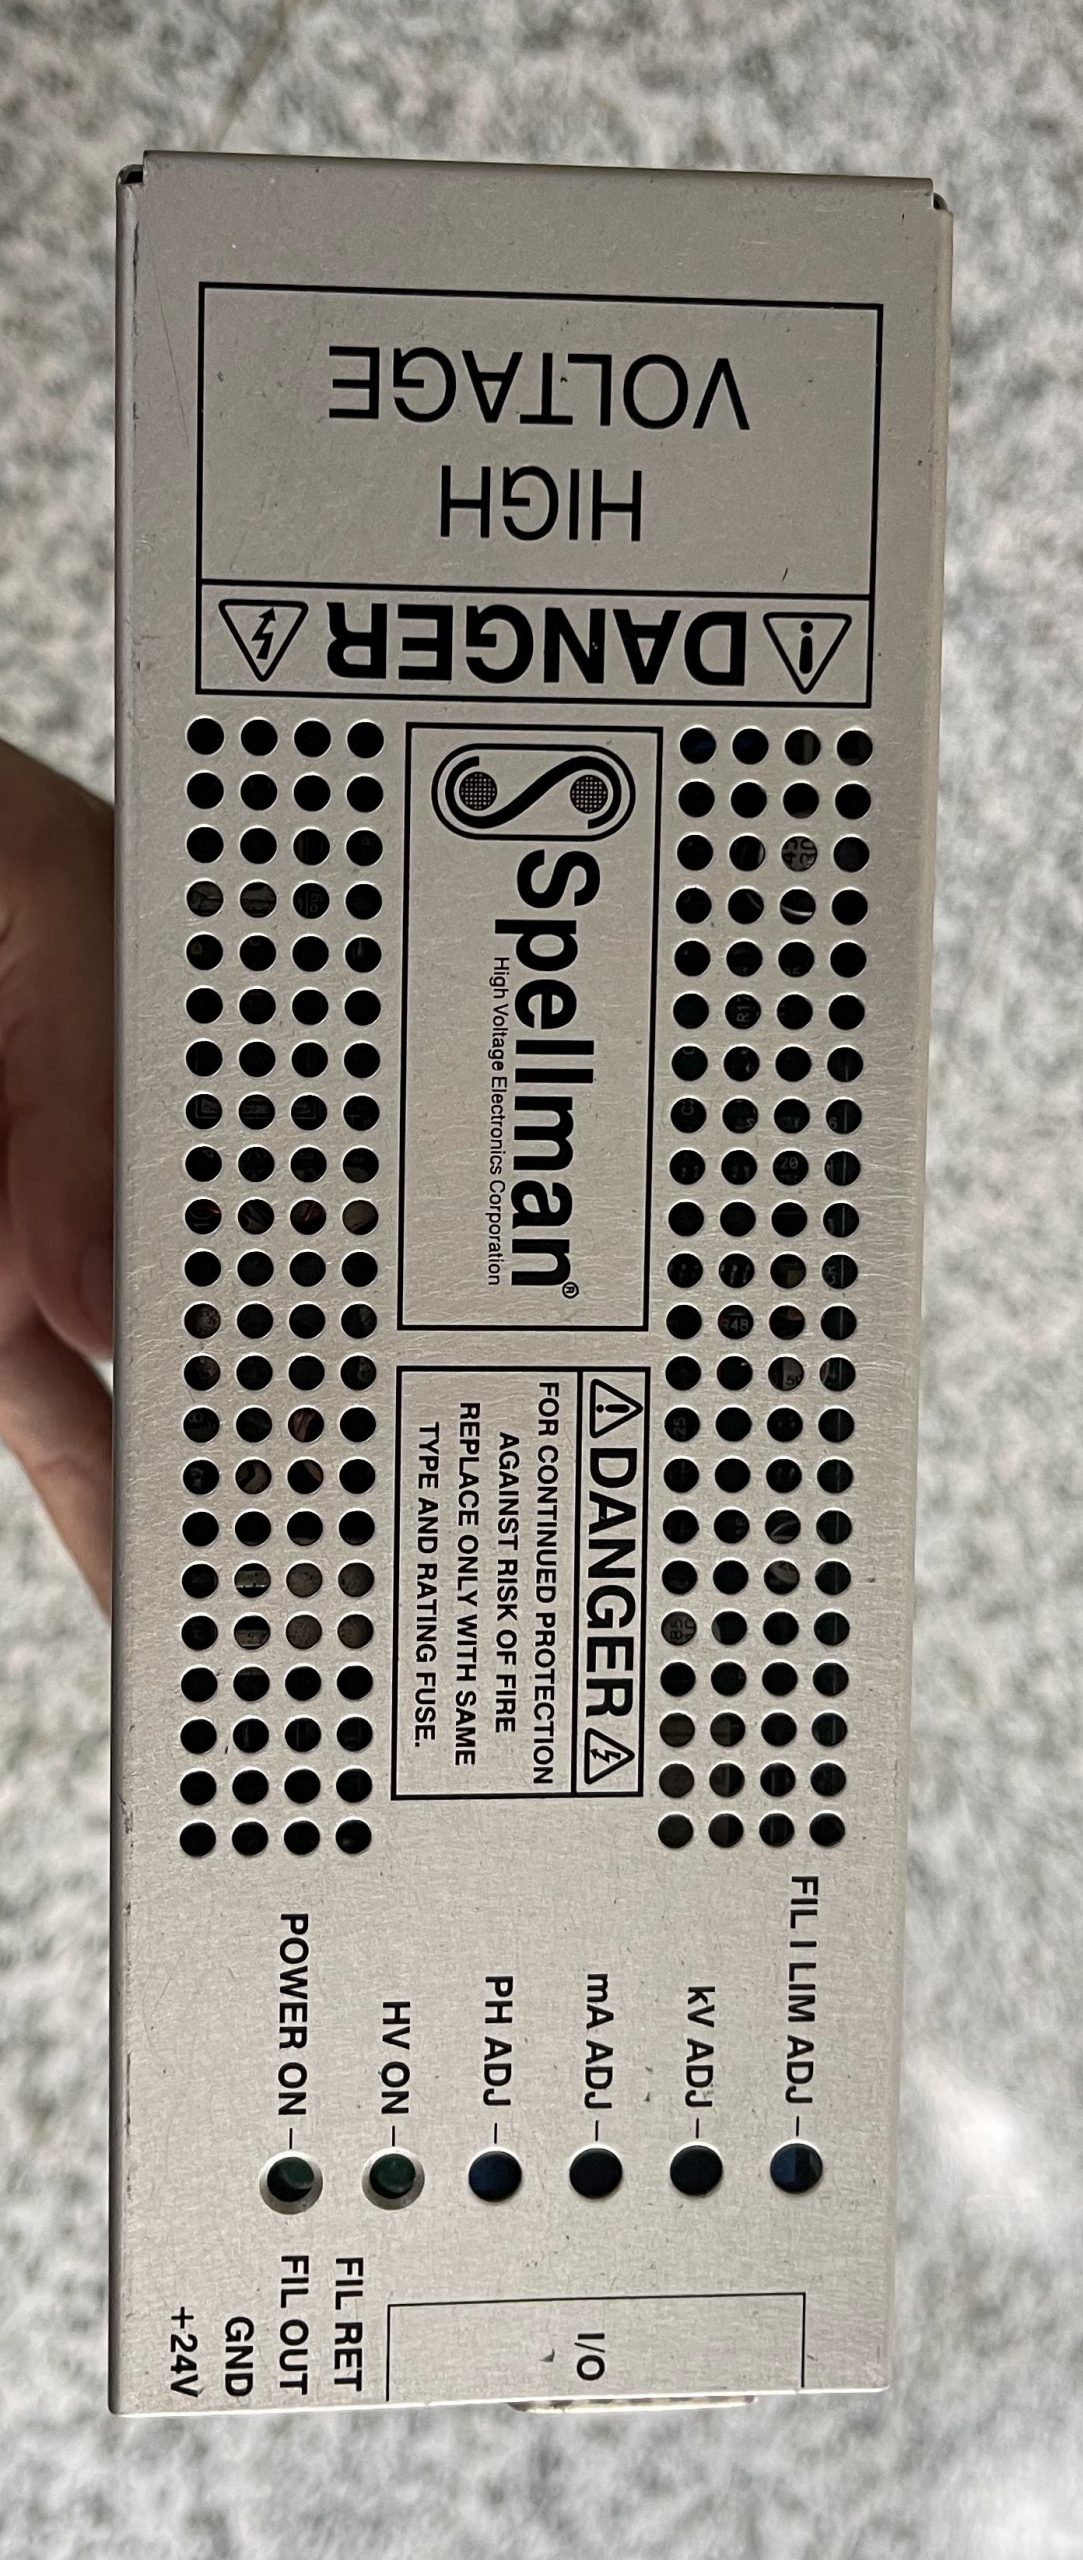 DANGER
HIGH
VOLTAGE
Spellman®
High Voltage Electronics Corporation
DANGER
FOR CONTINUED PROTECTION
AGAINST RISK OF FIRE
REPLACE ONLY WITH SAME
TYPE AND RATING FUSE.
FIL I LIM ADJ
kV ADJ
mA ADJ
PH ADJ
HV ON
POWER ON
I/O
FIL RET
FIL OUT
GND
+24V